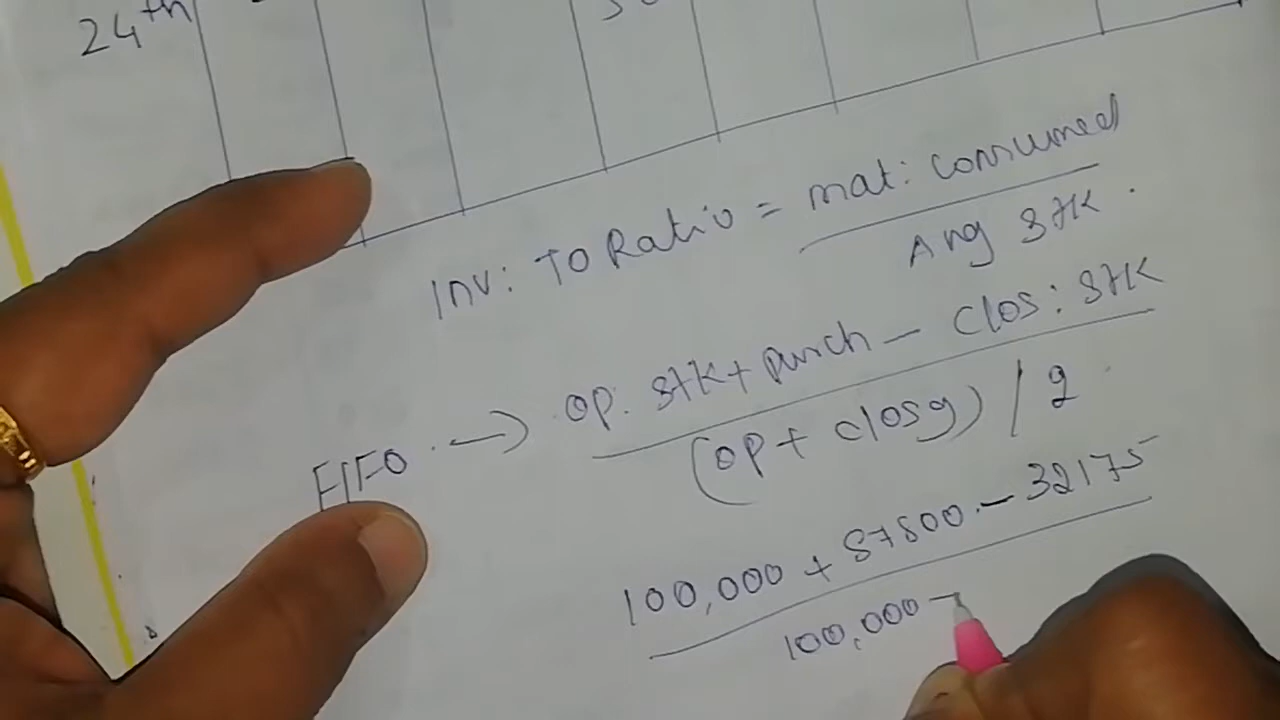 24th
Inv: TO Ratio = mat: consumed
Avg stk.
FIFO. → op: stk + purch — clos: stk
(op + closg) / 2
100,000 + 87800. — 32175
100,000 —